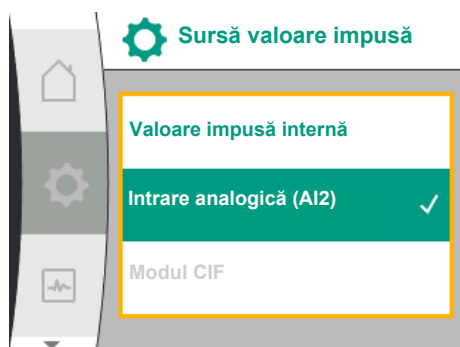 Sursă valoare impusă
Valoare impusă internă
Intrare analogică (AI2)
Modul CIF